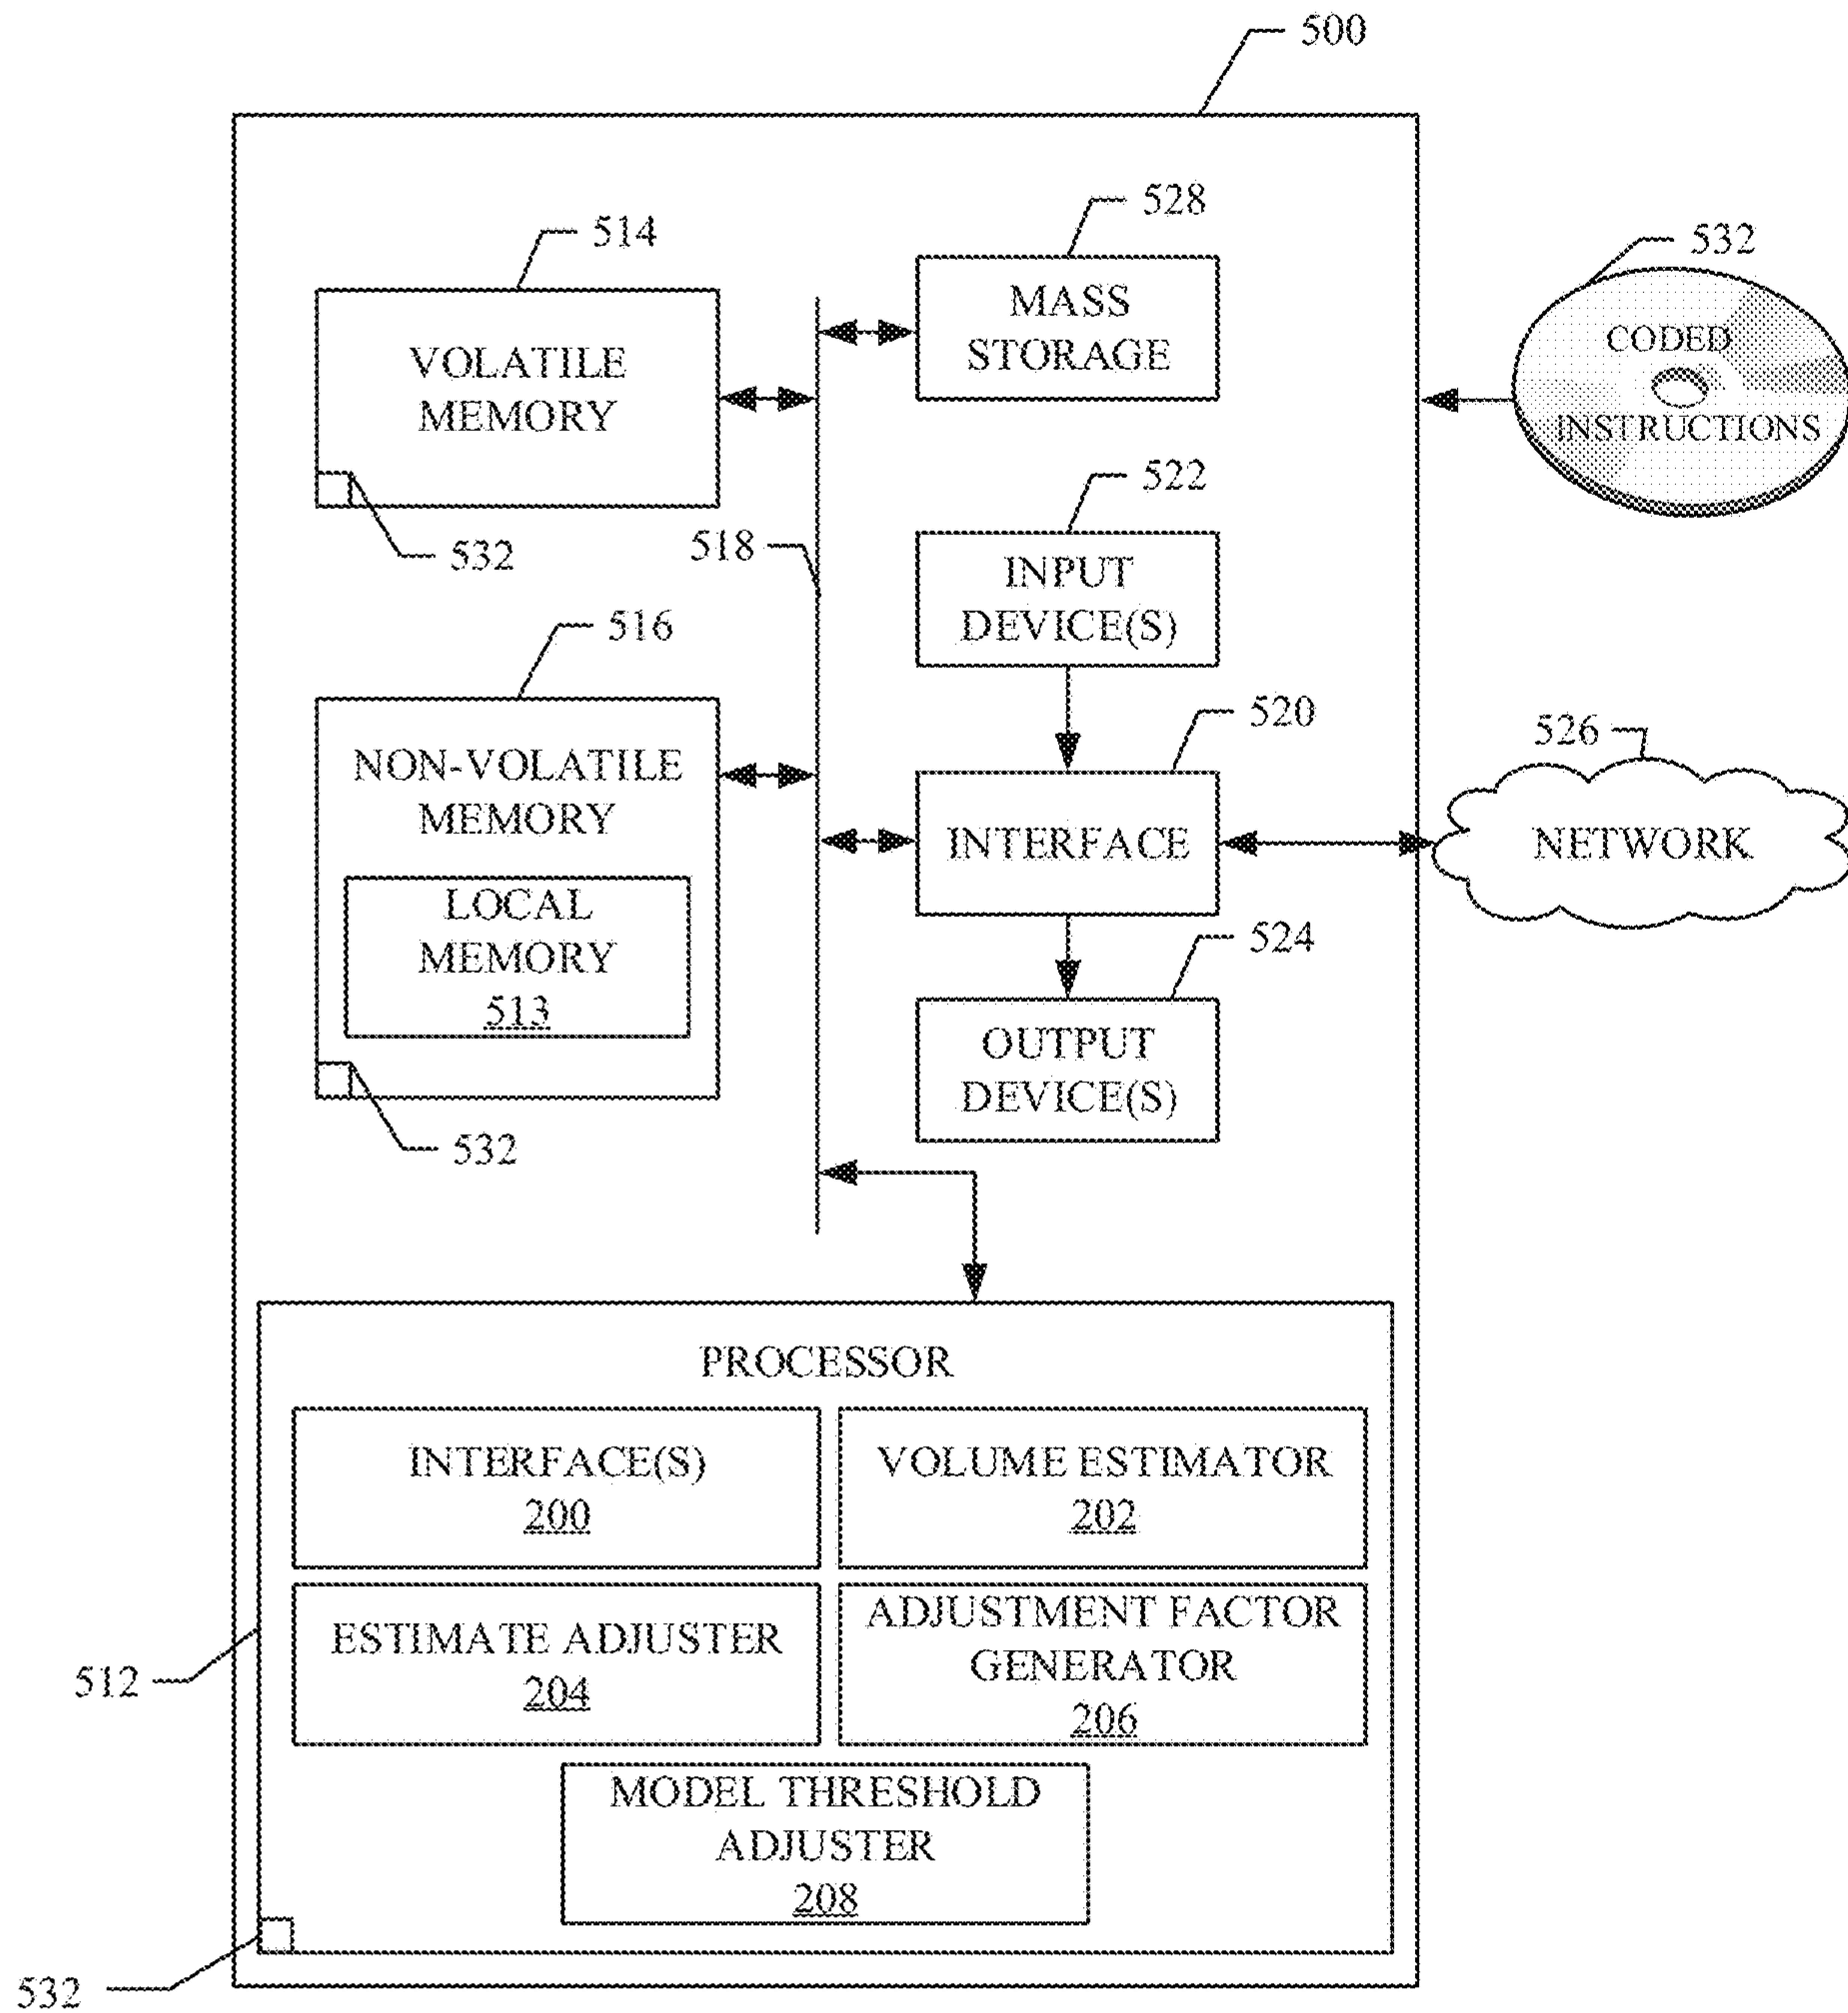 500
528
514
532
MASS
STORAGE
VOLATILE
MEMORY
CODED
INSTRUCTIONS
522
518
532
INPUT
DEVICE(S)
516
520
526
NON-VOLATILE
MEMORY
INTERFACE
NETWORK
LOCAL
MEMORY
513
524
OUTPUT
DEVICE(S)
532
PROCESSOR
INTERFACE(S)
200
VOLUME ESTIMATOR
202
ESTIMATE ADJUSTER
204
ADJUSTMENT FACTOR
GENERATOR
206
512
MODEL THRESHOLD
ADJUSTER
208
532